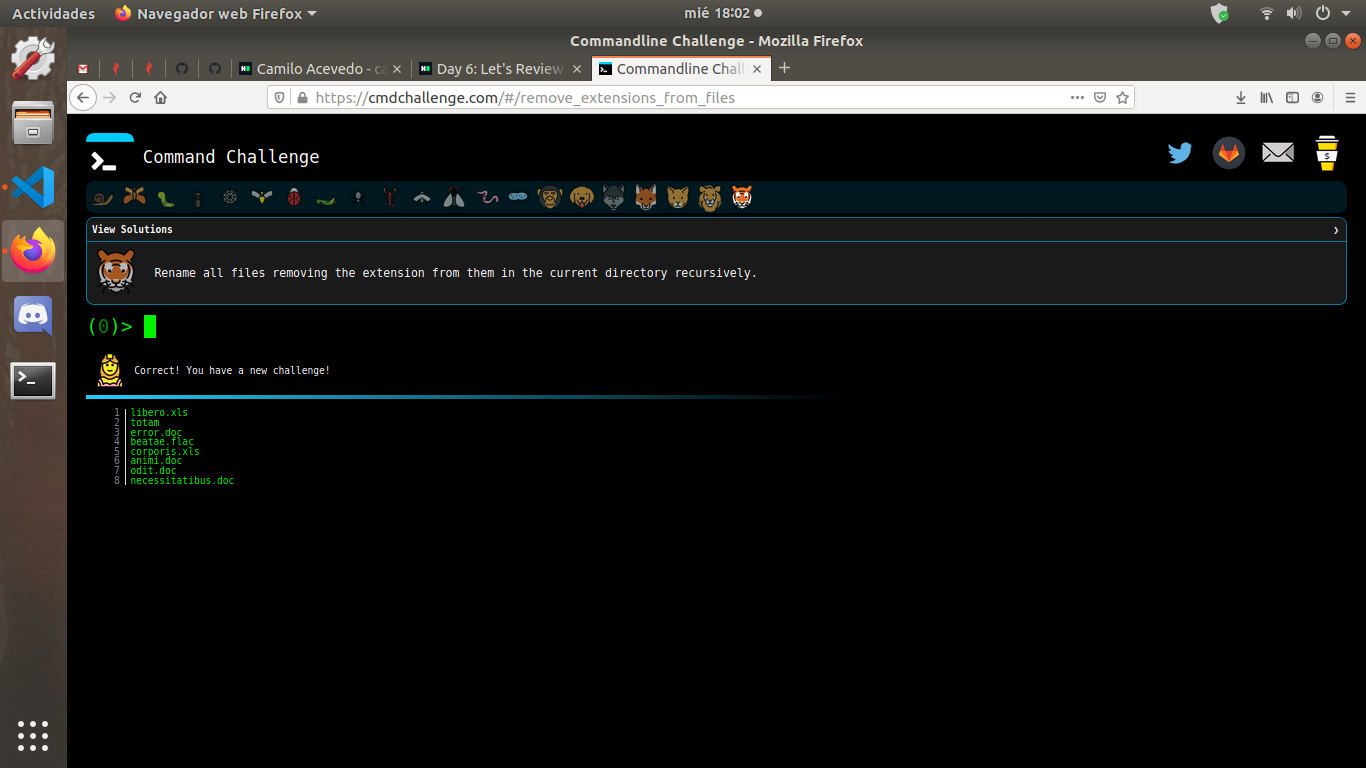 Actividades Navegador web Firefox mié 18:02
Commandline Challenge - Mozilla Firefox
Camilo Acevedo - ca Day 6: Let's Review Commandline Chall
https://cmdchallenge.com/#/remove_extensions_from_files
Command Challenge
View Solutions
Rename all files removing the extension from them in the current directory recursively.
(0)>
Correct! You have a new challenge!
1 libero.xls
2 totam
3 error.doc
4 beatae.flac
5 corporis.xls
6 animi.doc
7 odit.doc
8 necessitatibus.doc